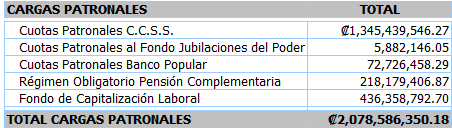 CARGAS PATRONALES TOTAL
Cuotas Patronales C.C.S.S. ₡1,345,439,546.27
Cuotas Patronales al Fondo Jubilaciones del Poder 5,882,146.05
Cuotas Patronales Banco Popular 72,726,458.29
Régimen Obligatorio Pensión Complementaria 218,179,406.87
Fondo de Capitalización Laboral 436,358,792.70
TOTAL CARGAS PATRONALES ₡2,078,586,350.18